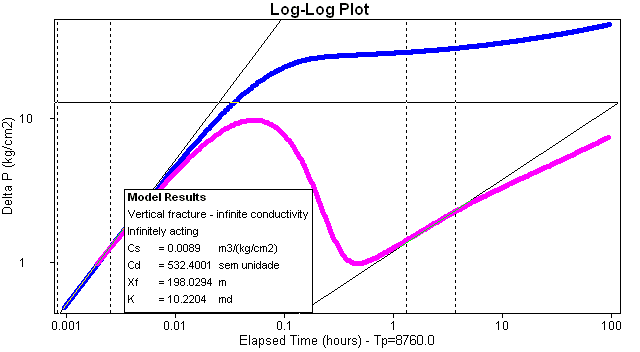 Log-Log Plot
Delta P (kg/cm2)
10
1
Model Results
Vertical fracture - infinite conductivity
Infinitely acting
Cs = 0.0089 m3/(kg/cm2)
Cd = 532.4001 sem unidade
Xf = 198.0294 m
K = 10.2204 md
0.001 0.01 0.1 1 10 100
Elapsed Time (hours) - Tp=8760.0